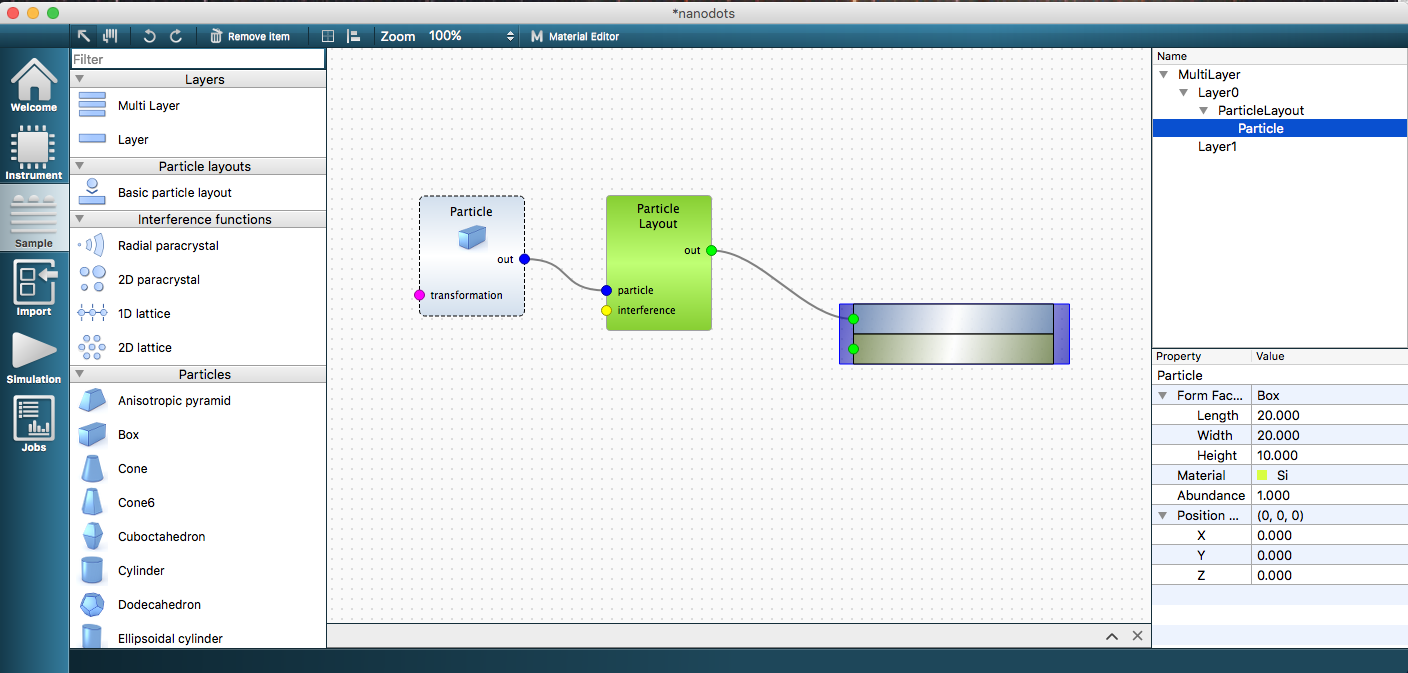 *nanodots
Remove item
Zoom 100%
M Material Editor
Welcome
Instrument
Sample
Import
Simulation
Jobs
Filter
Layers
Multi Layer
Layer
Particle layouts
Basic particle layout
Interference functions
Radial paracrystal
2D paracrystal
1D lattice
2D lattice
Particles
Anisotropic pyramid
Box
Cone
Cone6
Cuboctahedron
Cylinder
Dodecahedron
Ellipsoidal cylinder
Particle
out
transformation
Particle
Layout
out
particle
interference
Name
MultiLayer
Layer0
ParticleLayout
Particle
Layer1
Property Value
Particle
Form Fac... Box
Length 20.000
Width 20.000
Height 10.000
Material Si
Abundance 1.000
Position ... (0, 0, 0)
X 0.000
Y 0.000
Z 0.000